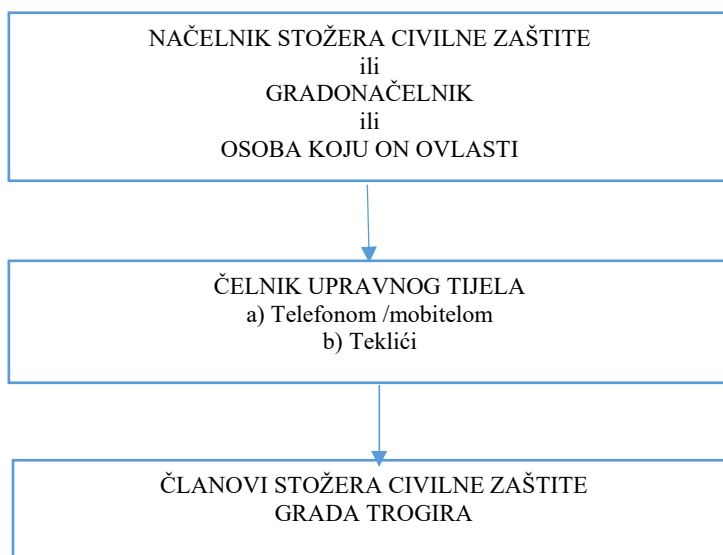 NAČELNIK STOŽERA CIVILNE ZAŠTITE
ili
GRADONAČELNIK
ili
OSOBA KOJU ON OVLASTI
ČELNIK UPRAVNOG TIJELA
a) Telefonom /mobitelom
b) Teklići
ČLANOVI STOŽERA CIVILNE ZAŠTITE
GRADA TROGIRA